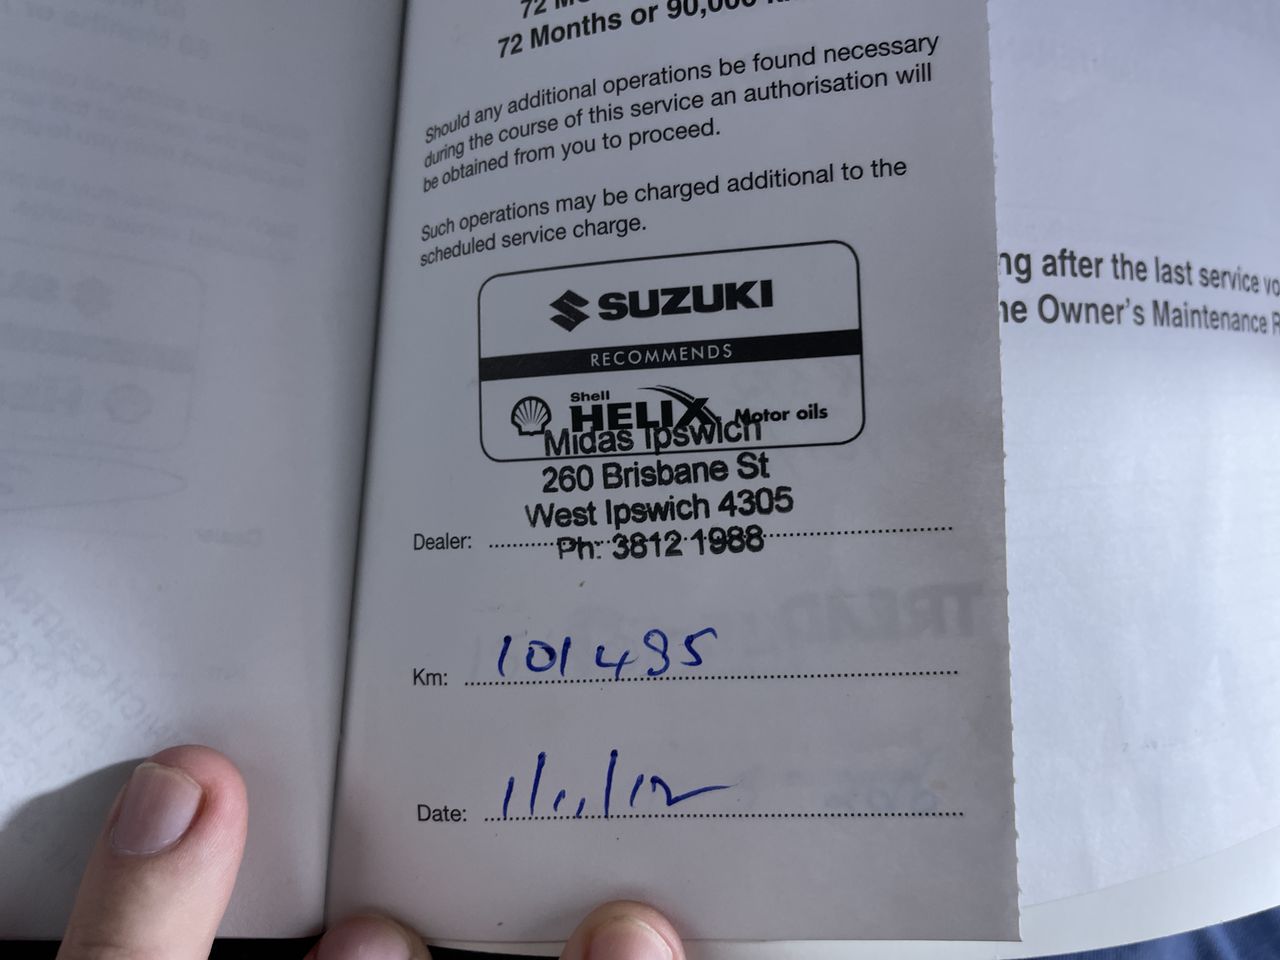 72 Months or 90,000
Should any additional operations be found necessary
during the course of this service an authorisation will
be obtained from you to proceed.
Such operations may be charged additional to the
scheduled service charge.
SUZUKI
RECOMMENDS
Shell
HELIX Motor oils
Midas Ipswich
260 Brisbane St
West Ipswich 4305
Dealer: Ph: 3812 1988
Km: 101495
Date: 1/11/12
ng after the last service
he Owner's Maintenance